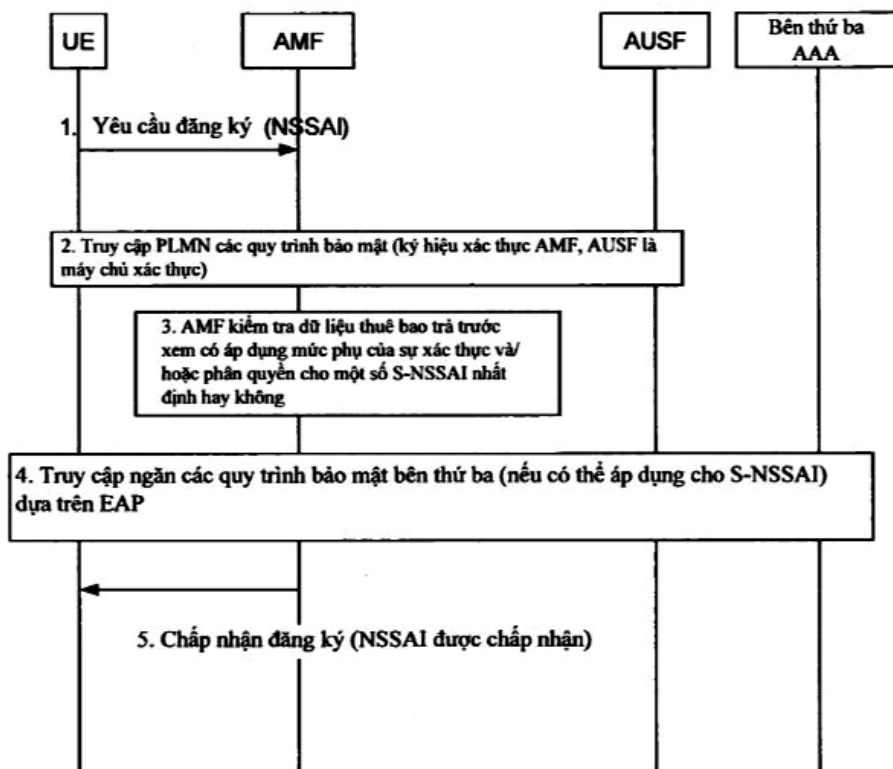 UE
AMF
AUSF
Bên thứ ba
AAA
1. Yêu cầu đăng ký (NSSAI)
2. Truy cập PLMN các quy trình bảo mật (ký hiệu xác thực AMF, AUSF là
máy chủ xác thực)
3. AMF kiểm tra dữ liệu thuê bao trả trước
xem có áp dụng mức phụ của sự xác thực và/
hoặc phân quyền cho một số S-NSSAI nhất
định hay không
4. Truy cập ngăn các quy trình bảo mật bên thứ ba (nếu có thể áp dụng cho S-NSSAI)
dựa trên EAP
5. Chấp nhận đăng ký (NSSAI được chấp nhận)